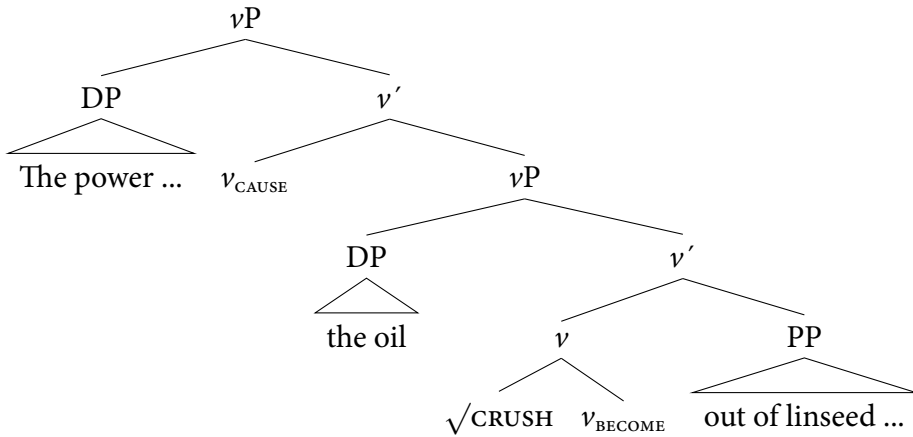 vP
DP v′
The power ... vCAUSE vP
DP v′
the oil v PP
√CRUSH vBECOME out of linseed ...